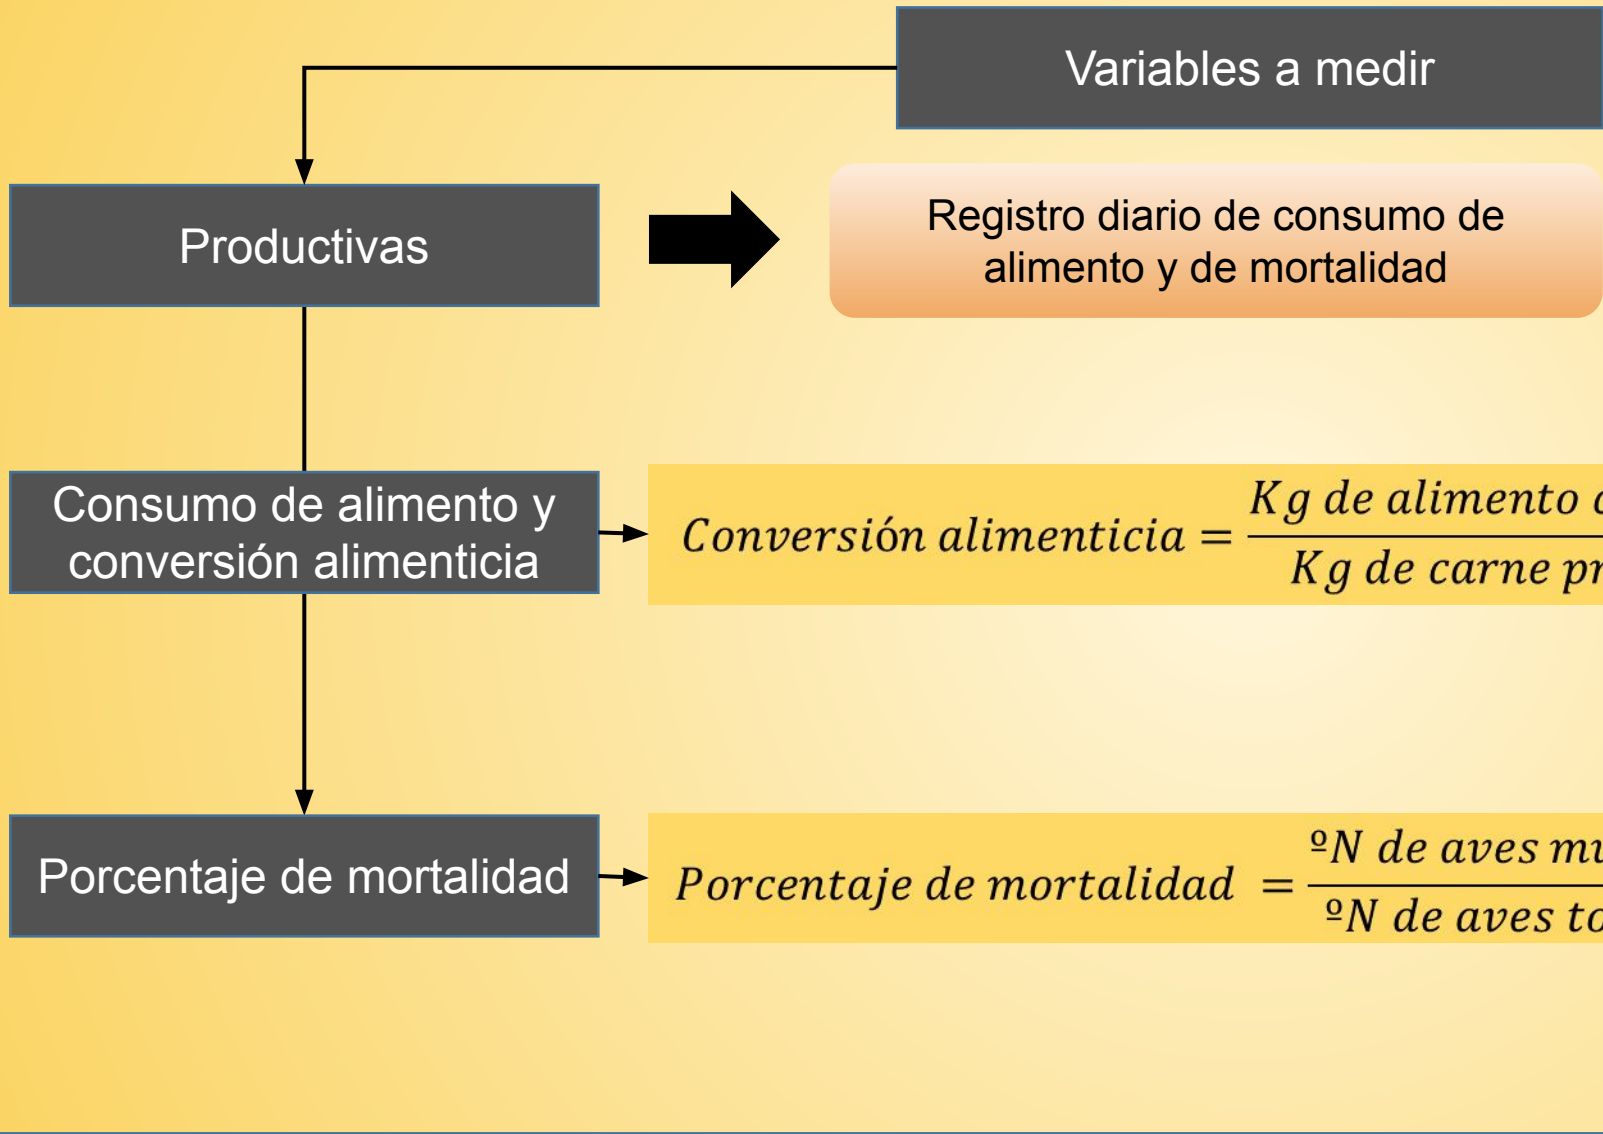 Variables a medir
Productivas
Registro diario de consumo de
alimento y de mortalidad
Consumo de alimento y
conversión alimenticia
Conversión alimenticia = Kg de alimento
Kg de carne
Porcentaje de mortalidad
Porcentaje de mortalidad = ºN de aves
ºN de aves